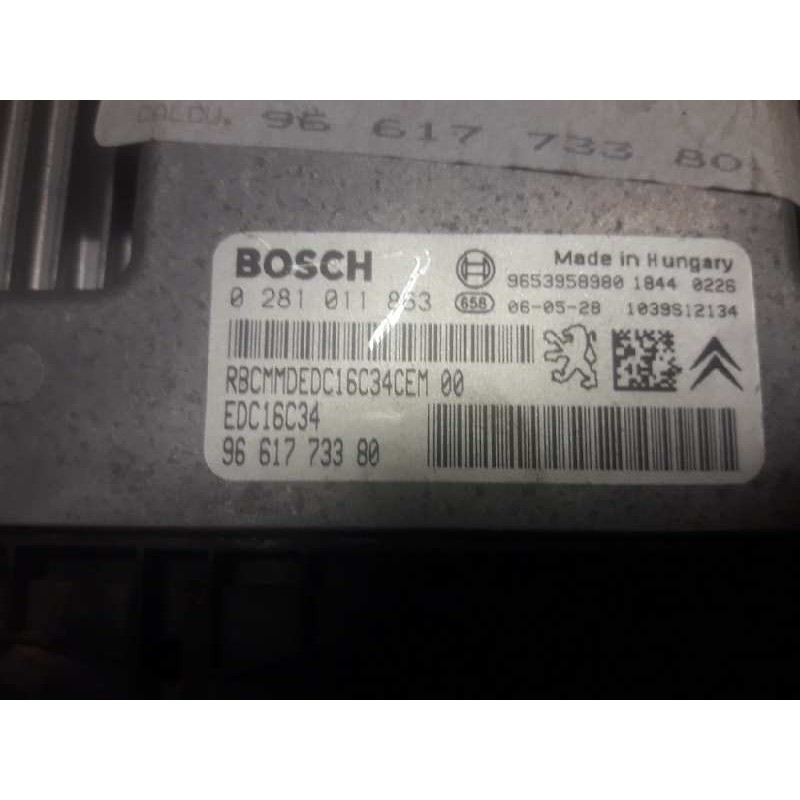 CALCU. 96 617 733 80
BOSCH
Made in Hungary
9653958980 1844 0226
0 281 011 863
658
06-05-28 1039S12134
RBCMMDEDC16C34CEM 00
EDC16C34
96 617 733 80